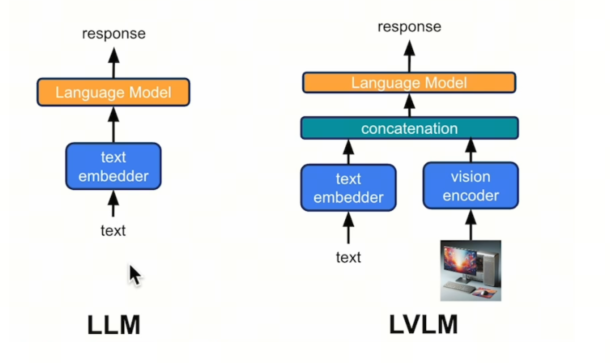 response
Language Model
text
embedder
text
LLM
response
Language Model
concatenation
text
embedder
vision
encoder
text
LVLM